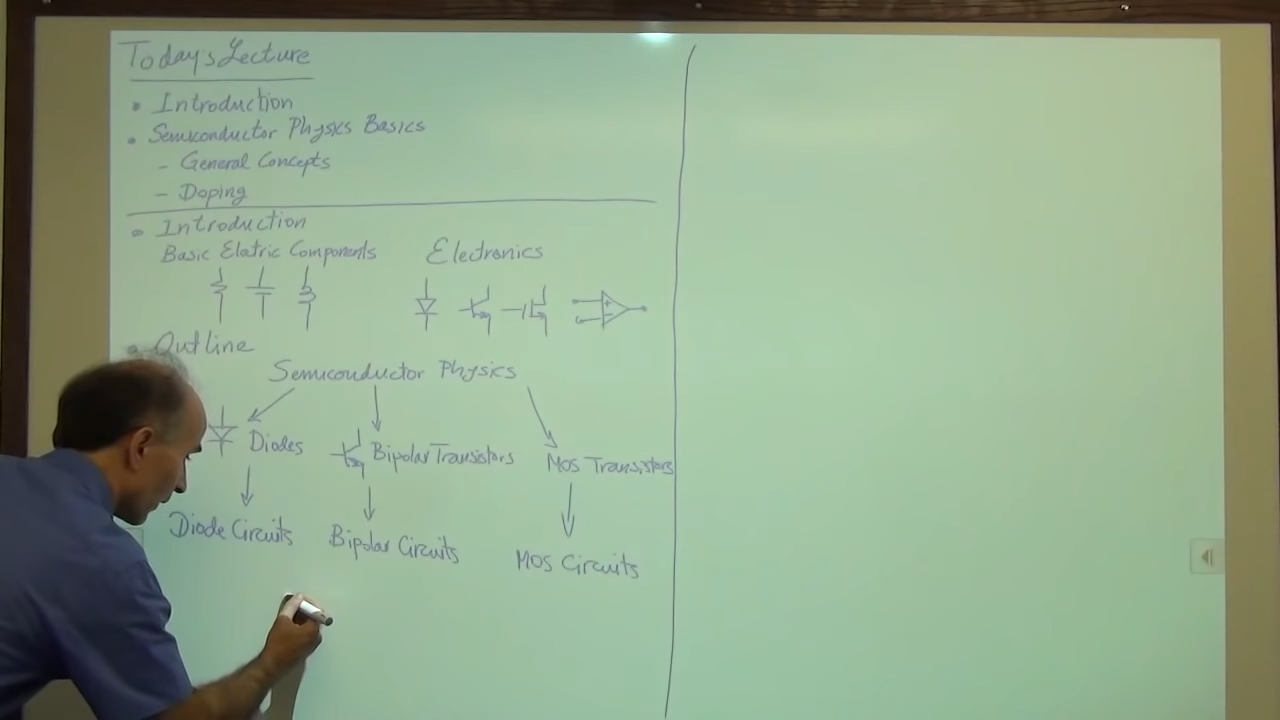 Today's Lecture
• Introduction
• Semiconductor Physics Basics
– General Concepts
– Doping
• Introduction
Basic Elatric Components Electronics
• Outline
Semiconductor Physics
Diodes Bipolar Transistors MOS Transistors
Diode Circuits Bipolar Circuits MOS Circuits